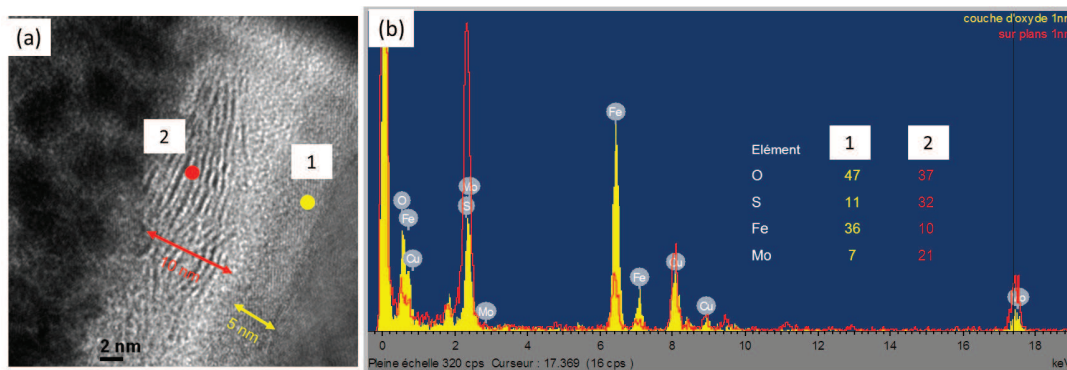 (a)
2
1
10 nm
5 nm
2 nm
(b)
couche d'oxyde 1nm
sur plans 1nm
Fe
O
Fe
Cu
Mo
S
Mo
Fe
Cu
Cu
Mo
Elément 1 2
O 47 37
S 11 32
Fe 36 10
Mo 7 21
0 2 4 6 8 10 12 14 16 18
Pleine échelle 320 cps Curseur : 17.369 (16 cps) keV